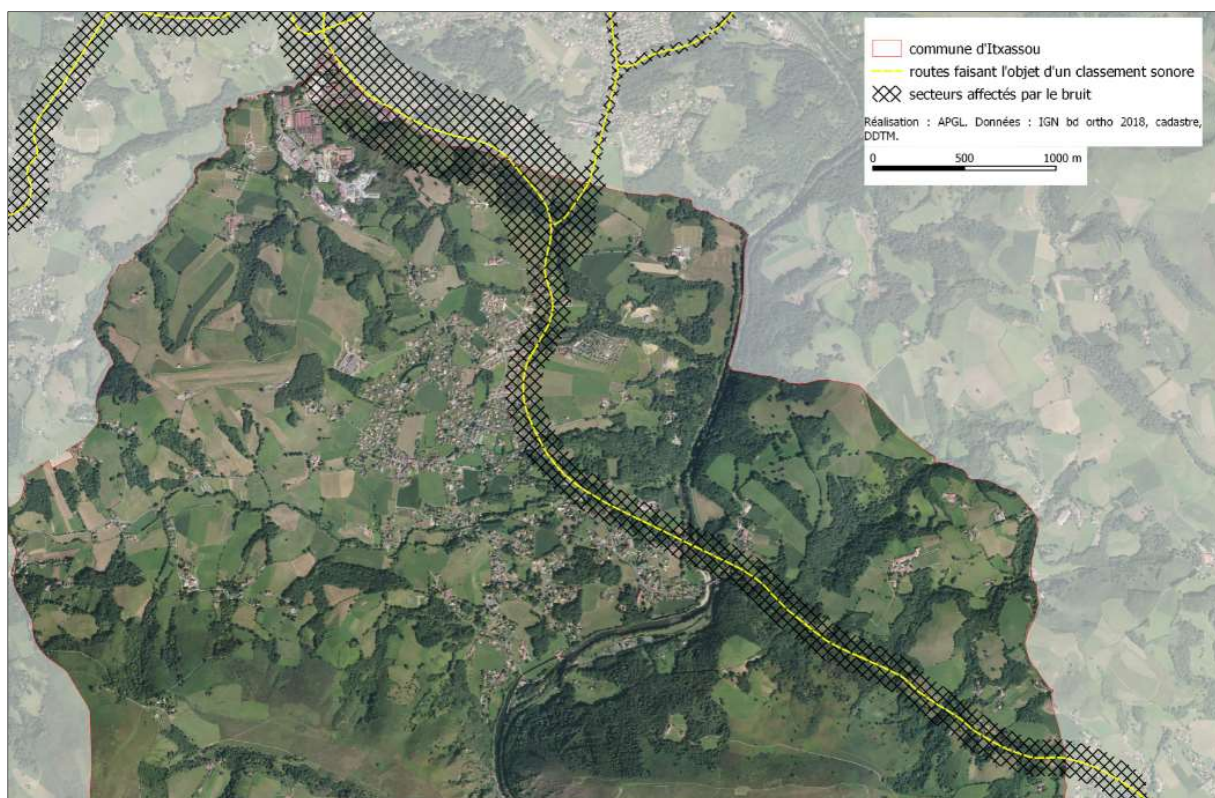 commune d'Itxassou
routes faisant l'objet d'un classement sonore
secteurs affectés par le bruit
Réalisation : APGL. Données : IGN bd ortho 2018, cadastre,
DDTM.
0 500 1000 m